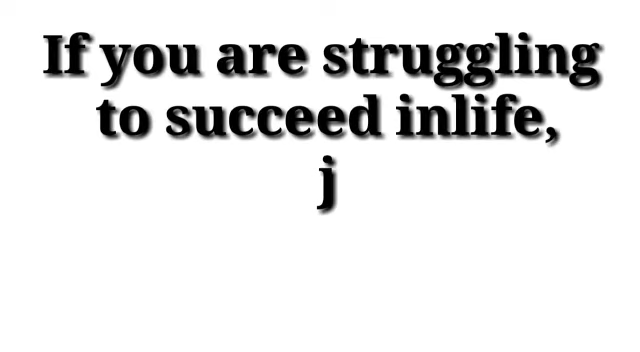 If you are struggling
to succeed inlife,
j